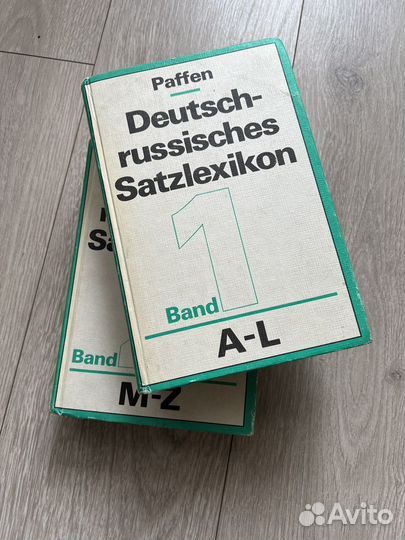 Paffen
Deutsch-
russisches
Satzlexikon
1
Band
A-L
Band
M-Z
Avito